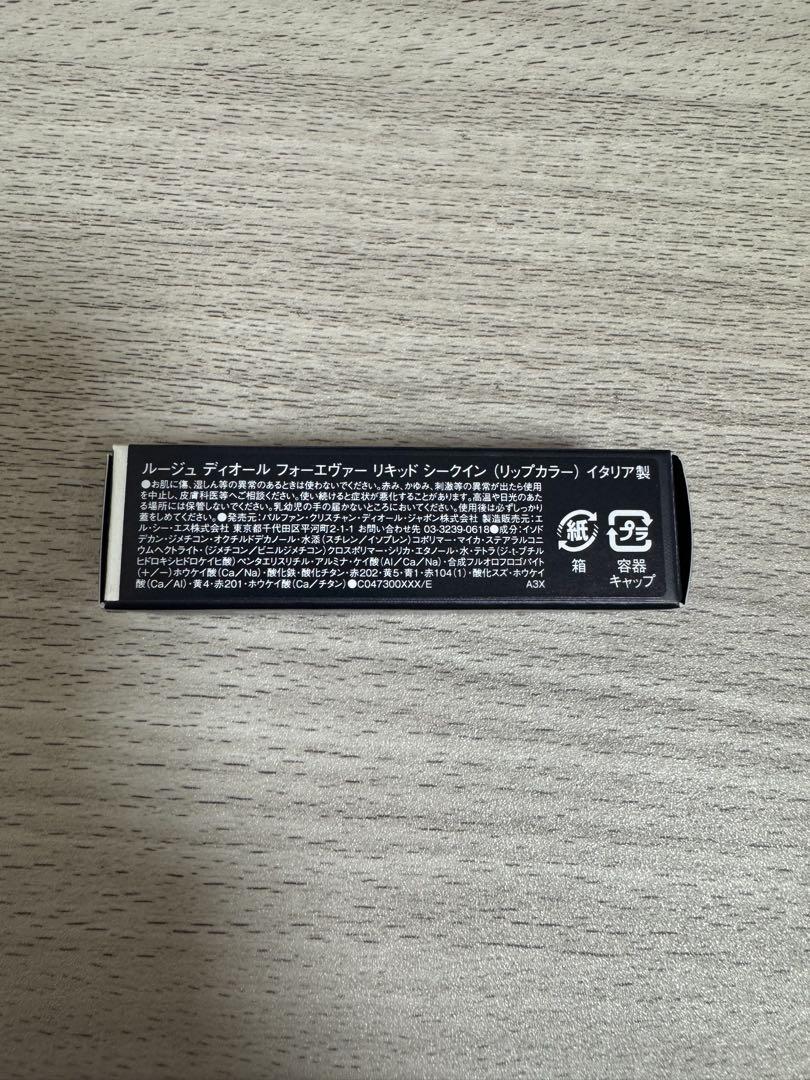 ルージュ ディオール フォーエヴァー リキッド シークイン (リップカラー) イタリア製
●お肌に傷、湿しん等の異常のあるときは使わないでください。赤み、かゆみ、刺激等の異常が出たら使用
を中止し、皮膚科医等へご相談ください。使い続けると症状が悪化することがあります。高温や日光のあた
る場所には保管しないでください。乳幼児の手の届かないところにおいてください。使用後は必ずしっかり
蓋をしめてください。●発売元:パルファン・クリスチャン・ディオール・ジャポン株式会社 製造販売元:エ
ル・シー・エス株式会社 東京都千代田区平河町2-1-1 お問い合わせ先 03-3239-0618●成分:イソド
デカン・ジメチコン・オクチルドデカノール・水添(スチレン/イソプレン)コポリマー・マイカ・ステアラルコニ
ウムヘクトライト・(ジメチコン/ビニルジメチコン)クロスポリマー・シリカ・エタノール・水・テトラ(ジ-t-ブチル
ヒドロキシヒドロケイヒ酸)ペンタエリスリチル・アルミナ・ケイ酸(Al/Ca/Na)・合成フルオロフロゴパイト
(+/-)ホウケイ酸(Ca/Na)・酸化鉄・酸化チタン・赤202・黄5・青1・赤104(1)・酸化スズ・ホウケイ
酸(Ca/Al)・黄4・赤201・ホウケイ酸(Ca/チタン)●C047300XXX/E
A3X
紙
箱
プラ
容器
キャップ